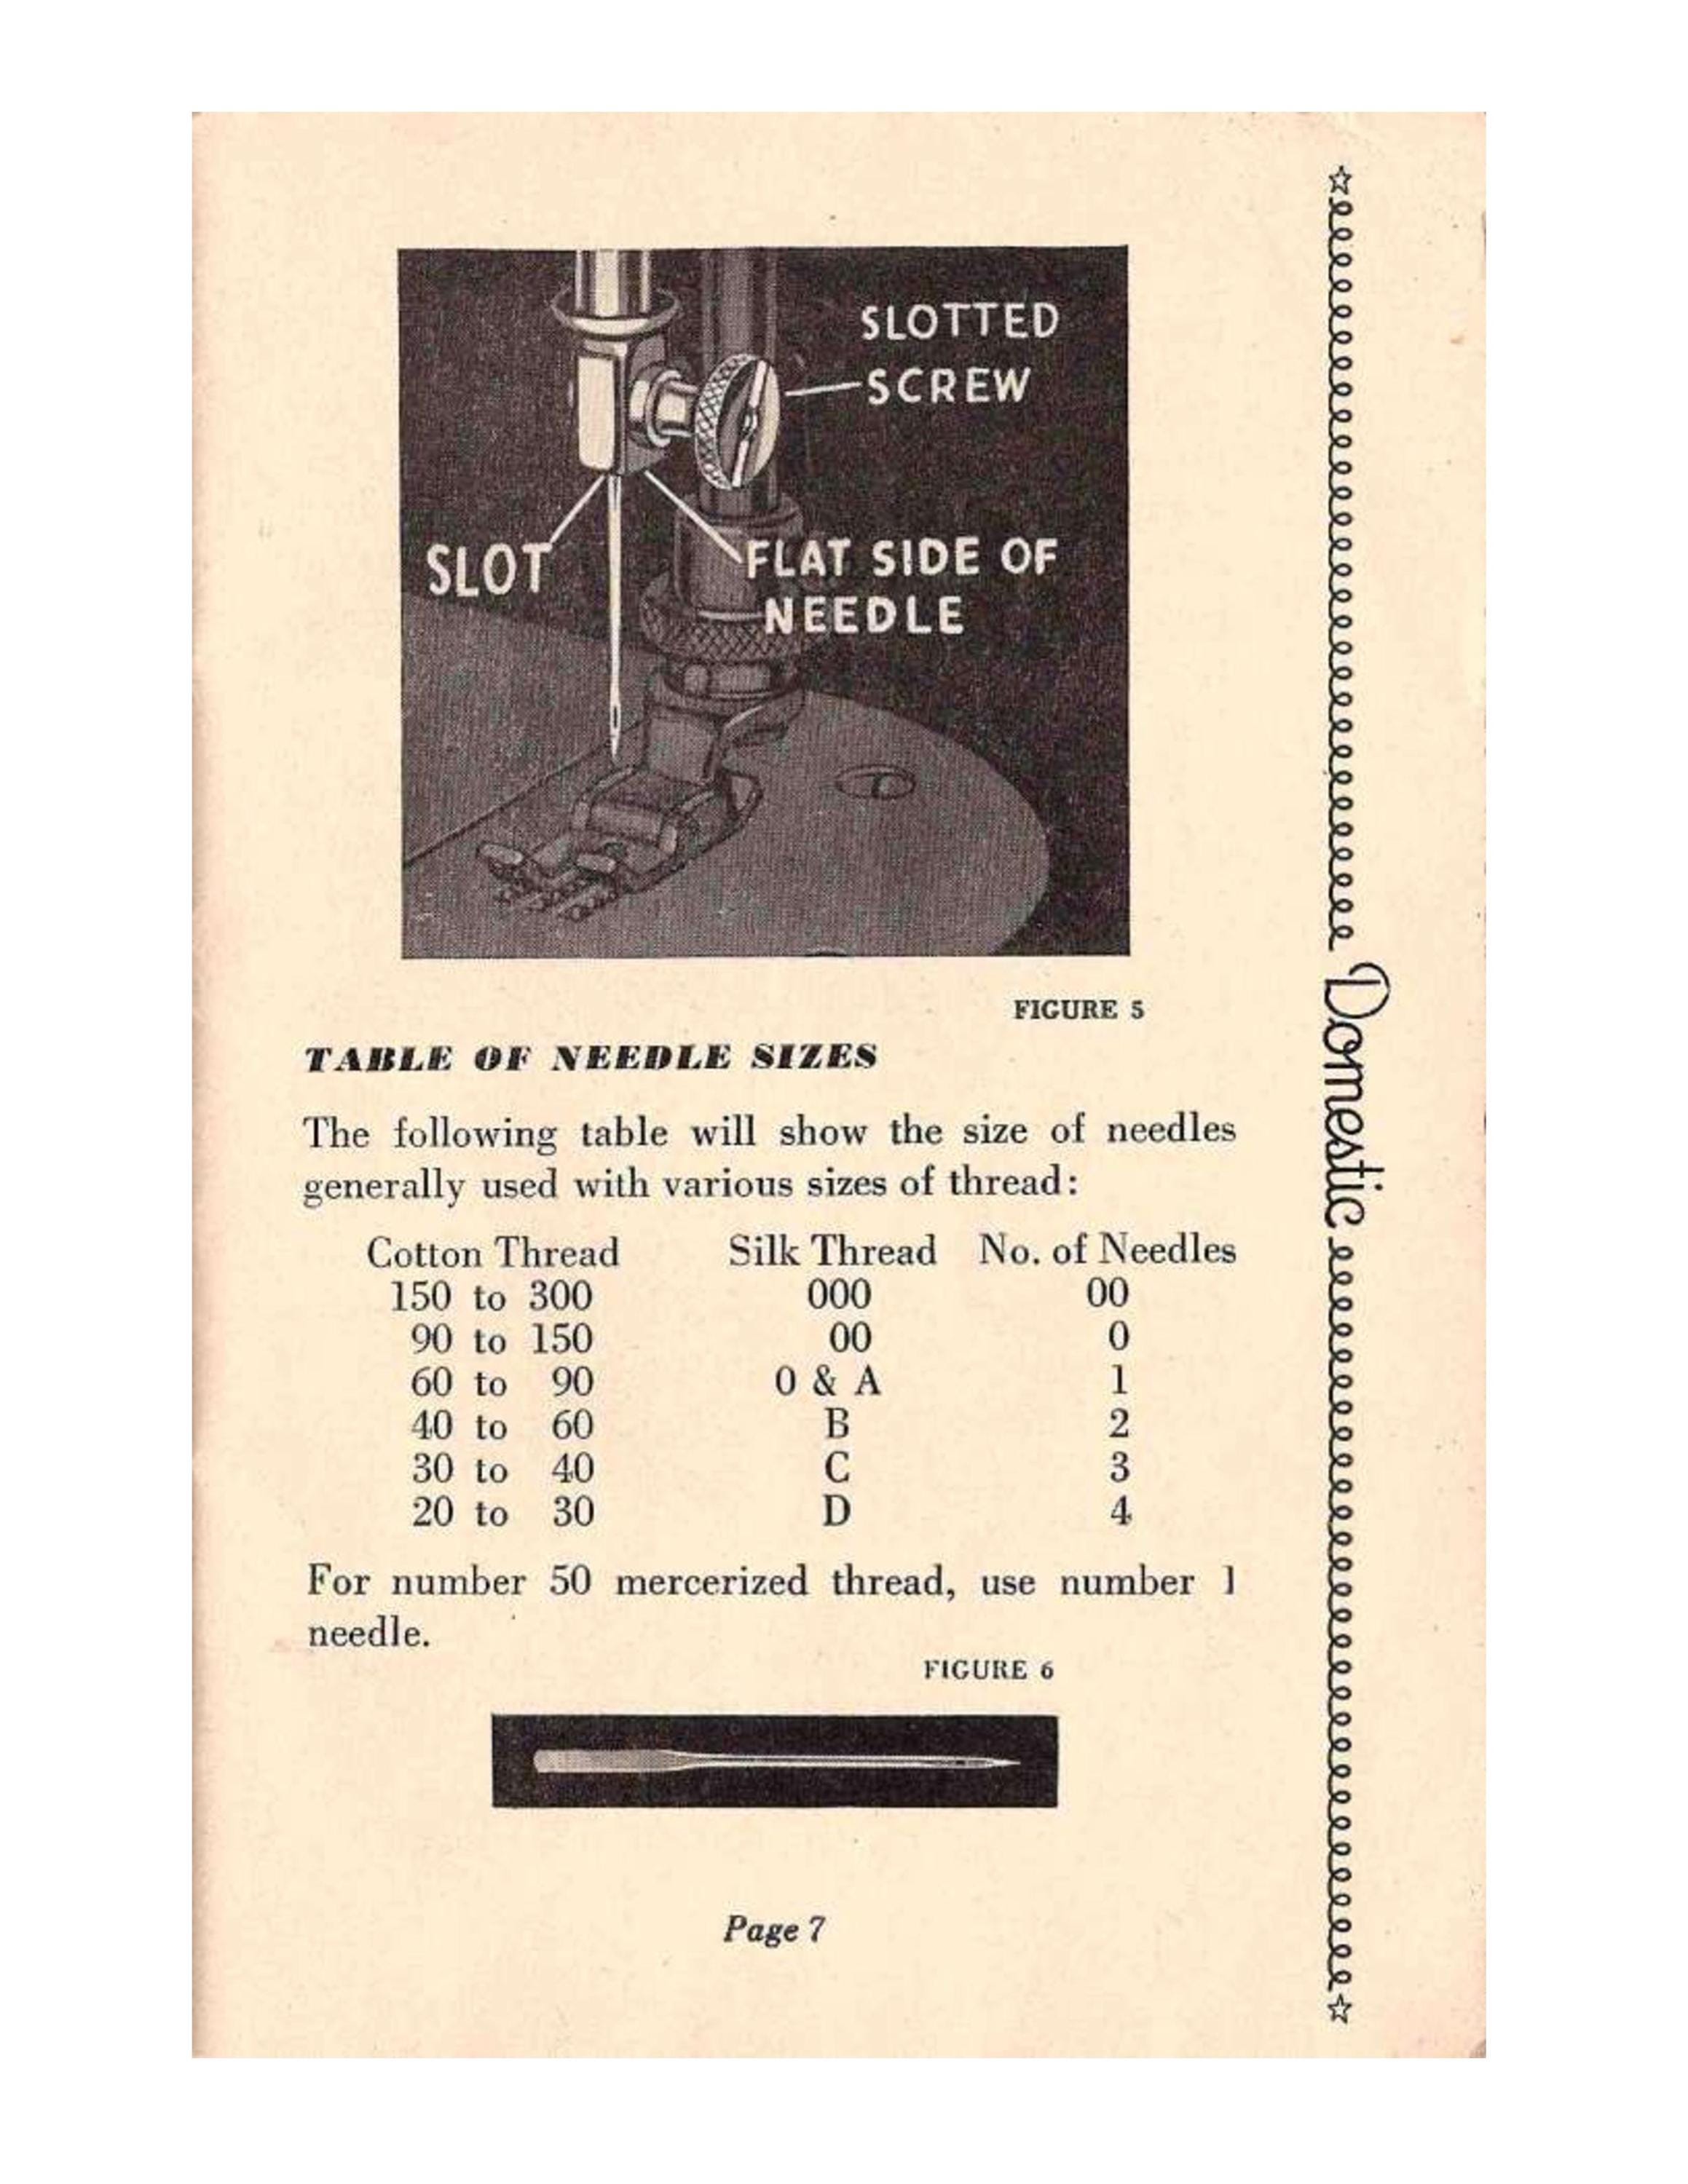 SLOTTED
SCREW
SLOT
FLAT SIDE OF
NEEDLE
FIGURE 5
TABLE OF NEEDLE SIZES
The following table will show the size of needles
generally used with various sizes of thread:
Cotton Thread Silk Thread No. of Needles
150 to 300 000 00
90 to 150 00 0
60 to 90 0 & A 1
40 to 60 B 2
30 to 40 C 3
20 to 30 D 4
For number 50 mercerized thread, use number 1
needle.
FIGURE 6
Page 7
Domestic